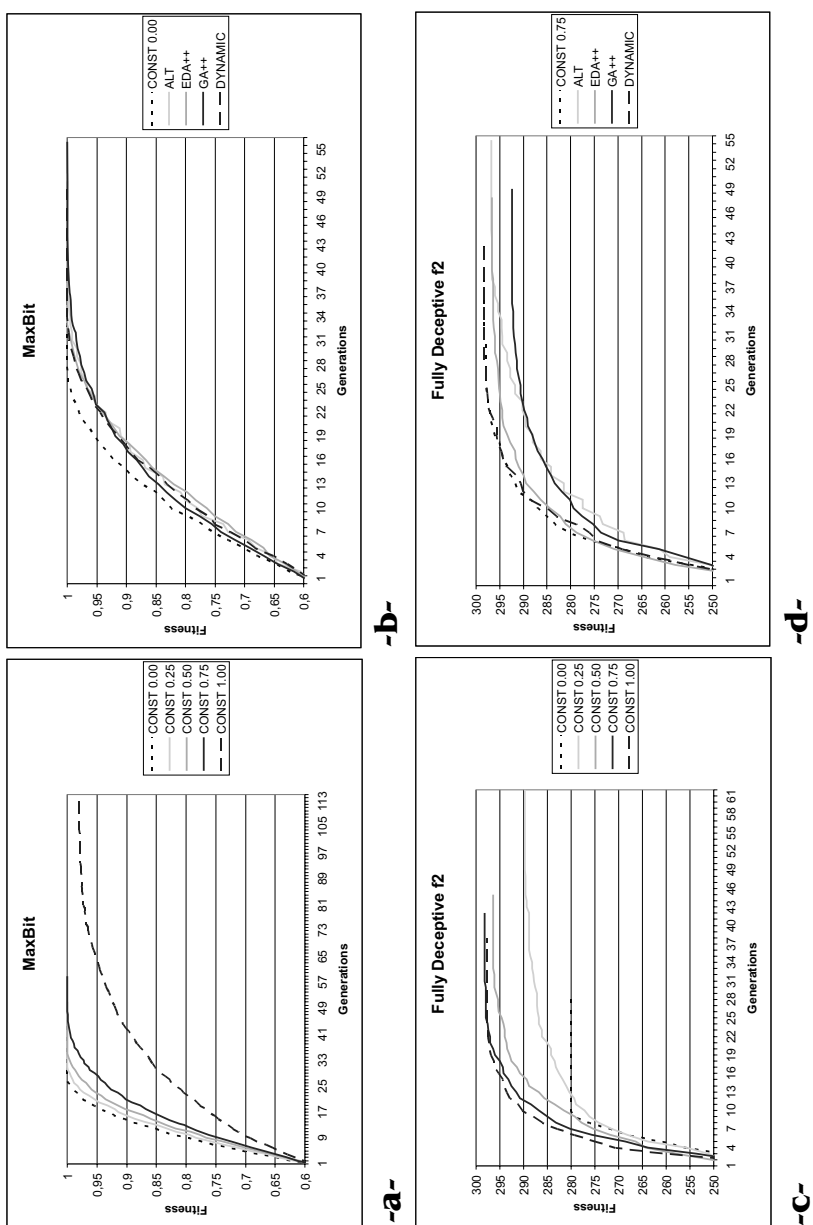 MaxBit
1
0,95
0,9
0,85
0,8
0,75
0,7
0,65
0,6
Fitness
1 9 17 25 33 41 49 57 65 73 81 89 97 105 113
Generations
CONST 0.00
CONST 0.25
CONST 0.50
CONST 0.75
CONST 1.00
-a-
MaxBit
1
0,95
0,9
0,85
0,8
0,75
0,7
0,65
0,6
Fitness
1 4 7 10 13 16 19 22 25 28 31 34 37 40 43 46 49 52 55
Generations
CONST 0.00
ALT
EDA++
GA++
DYNAMIC
-b-
Fully Deceptive f2
300
295
290
285
280
275
270
265
260
255
250
Fitness
1 4 7 10 13 16 19 22 25 28 31 34 37 40 43 46 49 52 55 58 61
Generations
CONST 0.00
CONST 0.25
CONST 0.50
CONST 0.75
CONST 1.00
-c-
Fully Deceptive f2
300
295
290
285
280
275
270
265
260
255
250
Fitness
1 4 7 10 13 16 19 22 25 28 31 34 37 40 43 46 49 52 55
Generations
CONST 0.75
ALT
EDA++
GA++
DYNAMIC
-d-